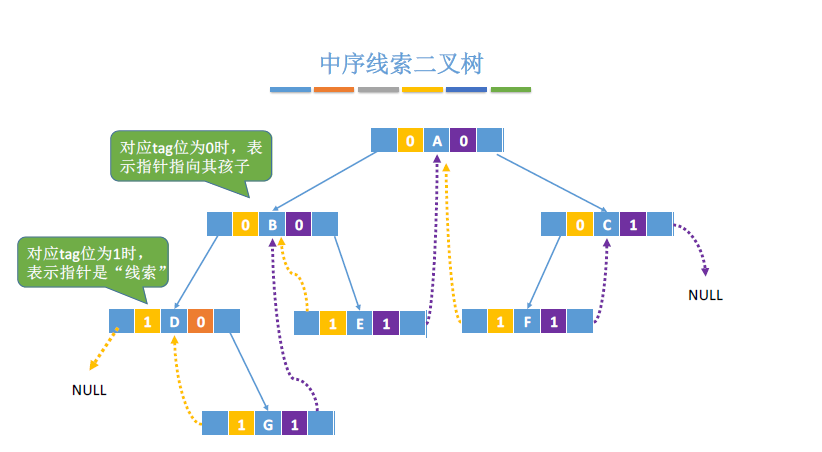 中序线索二叉树
对应tag位为0时，表
示指针指向其孩子
0 A 0
0 B 0
0 C 1
对应tag位为1时，
表示指针是“线索”
NULL
1 D 0
1 E 1
1 F 1
NULL
1 G 1